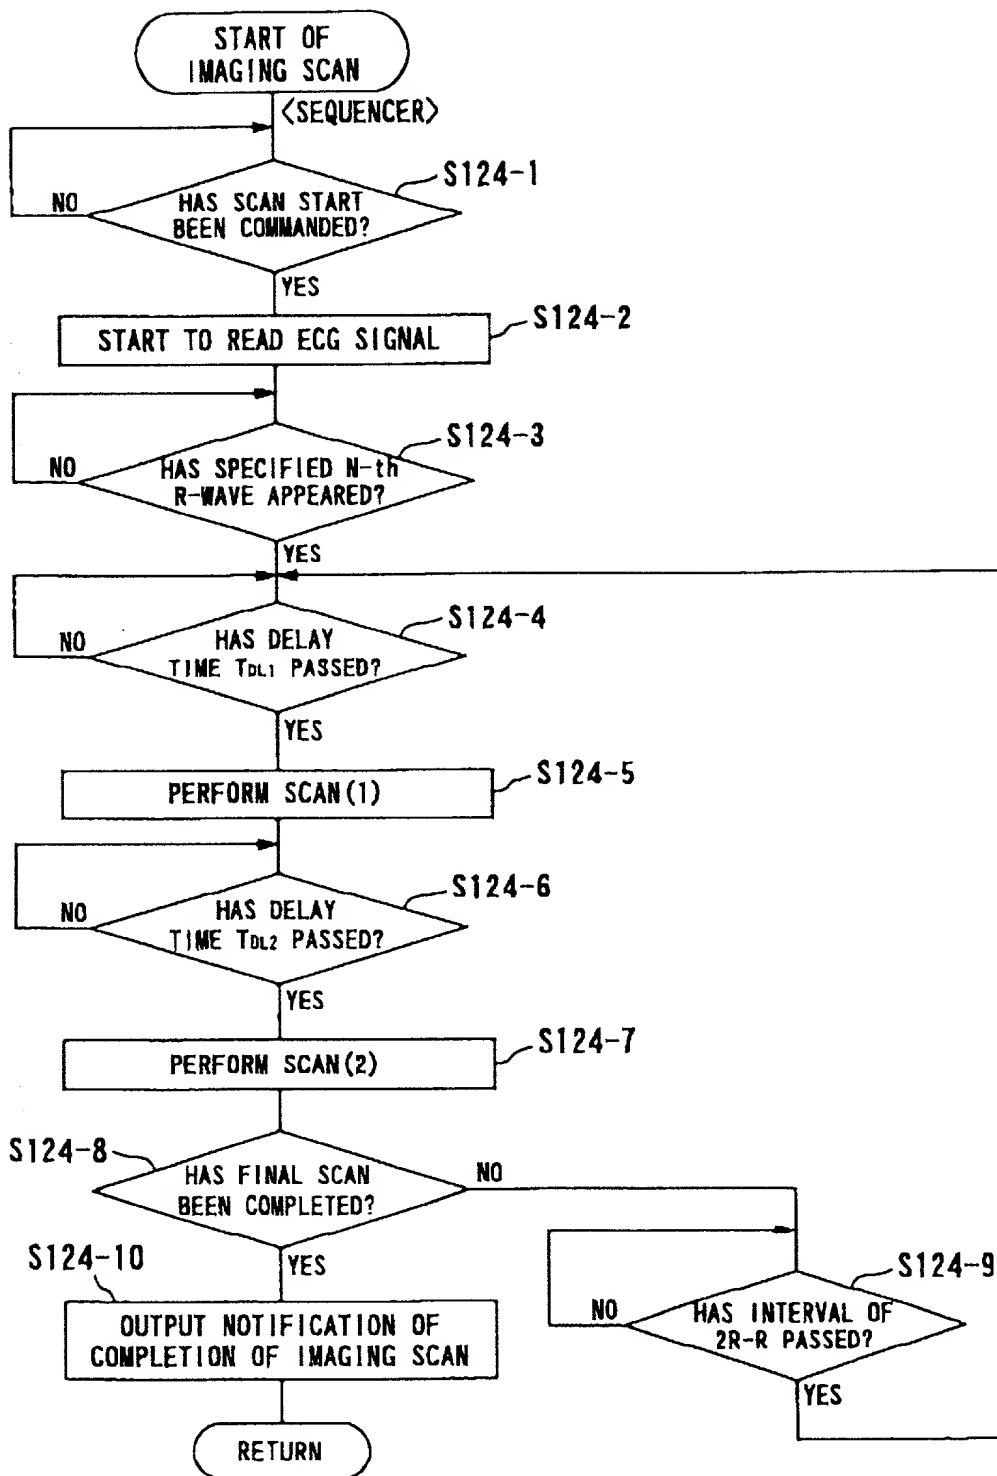 START OF
IMAGING SCAN
<SEQUENCER>
S124-1
NO
HAS SCAN START
BEEN COMMANDED?
YES
S124-2
START TO READ ECG SIGNAL
S124-3
NO
HAS SPECIFIED N-th
R-WAVE APPEARED?
YES
S124-4
NO
HAS DELAY
TIME TDL1 PASSED?
YES
S124-5
PERFORM SCAN(1)
S124-6
NO
HAS DELAY
TIME TDL2 PASSED?
YES
S124-7
PERFORM SCAN(2)
S124-8
HAS FINAL SCAN
BEEN COMPLETED?
NO
YES
S124-9
NO
HAS INTERVAL OF
2R-R PASSED?
YES
S124-10
OUTPUT NOTIFICATION OF
COMPLETION OF IMAGING SCAN
RETURN